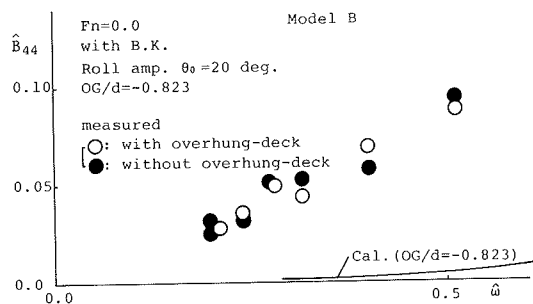 Model B
Fn=0.0
B̂44
with B.K.
Roll amp. θ₀=20 deg.
0.10
OG/d=-0.823
measured
○: with overhung-deck
●: without overhung-deck
0.05
Cal.(OG/d=-0.823)
0.0
0.0
0.5
ω̂